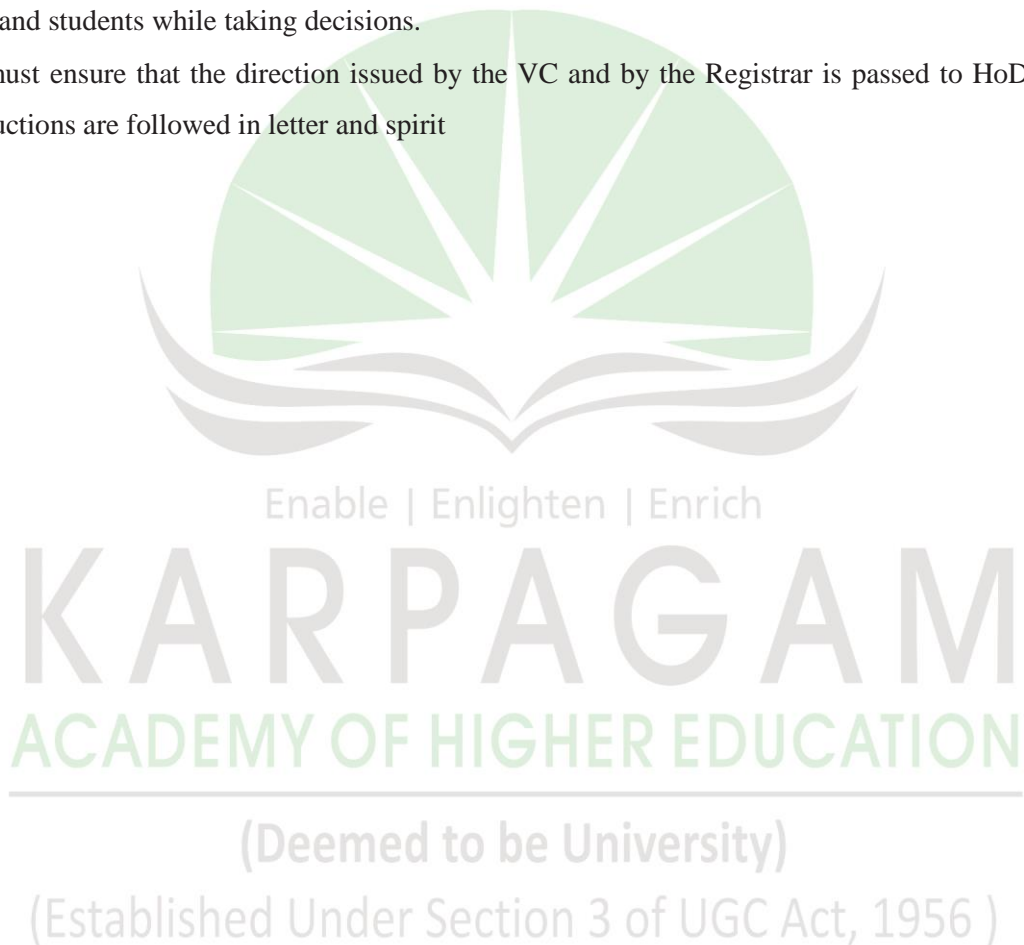 and students while taking decisions.
must ensure that the direction issued by the VC and by the Registrar is passed to HoD
uctions are followed in letter and spirit
Enable | Enlighten | Enrich
KARPAGAM
ACADEMY OF HIGHER EDUCATION
(Deemed to be University)
(Established Under Section 3 of UGC Act, 1956 )